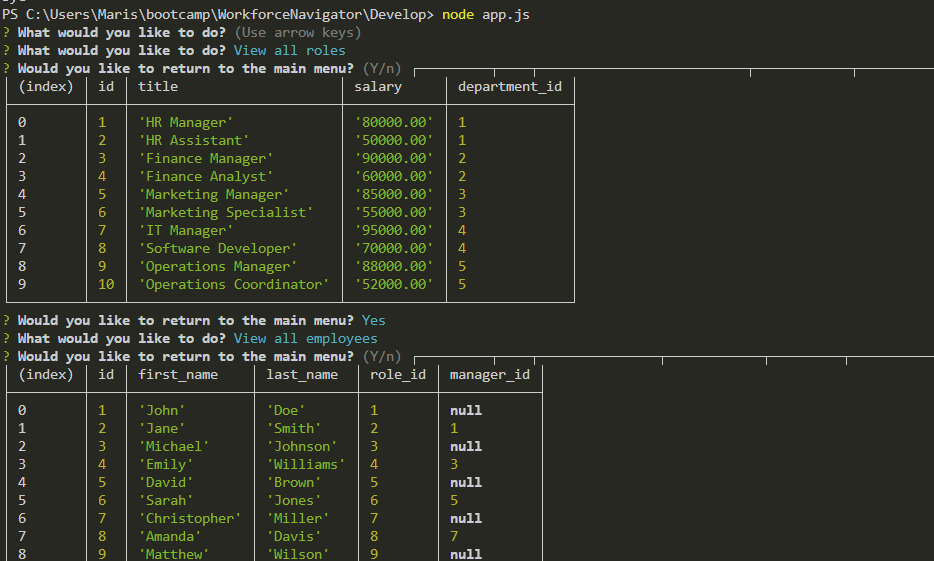 PS C:\Users\Maris\bootcamp\WorkforceNavigator\Develop> node app.js
? What would you like to do? (Use arrow keys)
? What would you like to do? View all roles
? Would you like to return to the main menu? (Y/n)
(index) id title salary department_id
0 1 'HR Manager' '80000.00' 1
1 2 'HR Assistant' '50000.00' 1
2 3 'Finance Manager' '90000.00' 2
3 4 'Finance Analyst' '60000.00' 2
4 5 'Marketing Manager' '85000.00' 3
5 6 'Marketing Specialist' '55000.00' 3
6 7 'IT Manager' '95000.00' 4
7 8 'Software Developer' '70000.00' 4
8 9 'Operations Manager' '88000.00' 5
9 10 'Operations Coordinator' '52000.00' 5
? Would you like to return to the main menu? Yes
? What would you like to do? View all employees
? Would you like to return to the main menu? (Y/n)
(index) id first_name last_name role_id manager_id
0 1 'John' 'Doe' 1 null
1 2 'Jane' 'Smith' 2 1
2 3 'Michael' 'Johnson' 3 null
3 4 'Emily' 'Williams' 4 3
4 5 'David' 'Brown' 5 null
5 6 'Sarah' 'Jones' 6 5
6 7 'Christopher' 'Miller' 7 null
7 8 'Amanda' 'Davis' 8 7
8 9 'Matthew' 'Wilson' 9 null